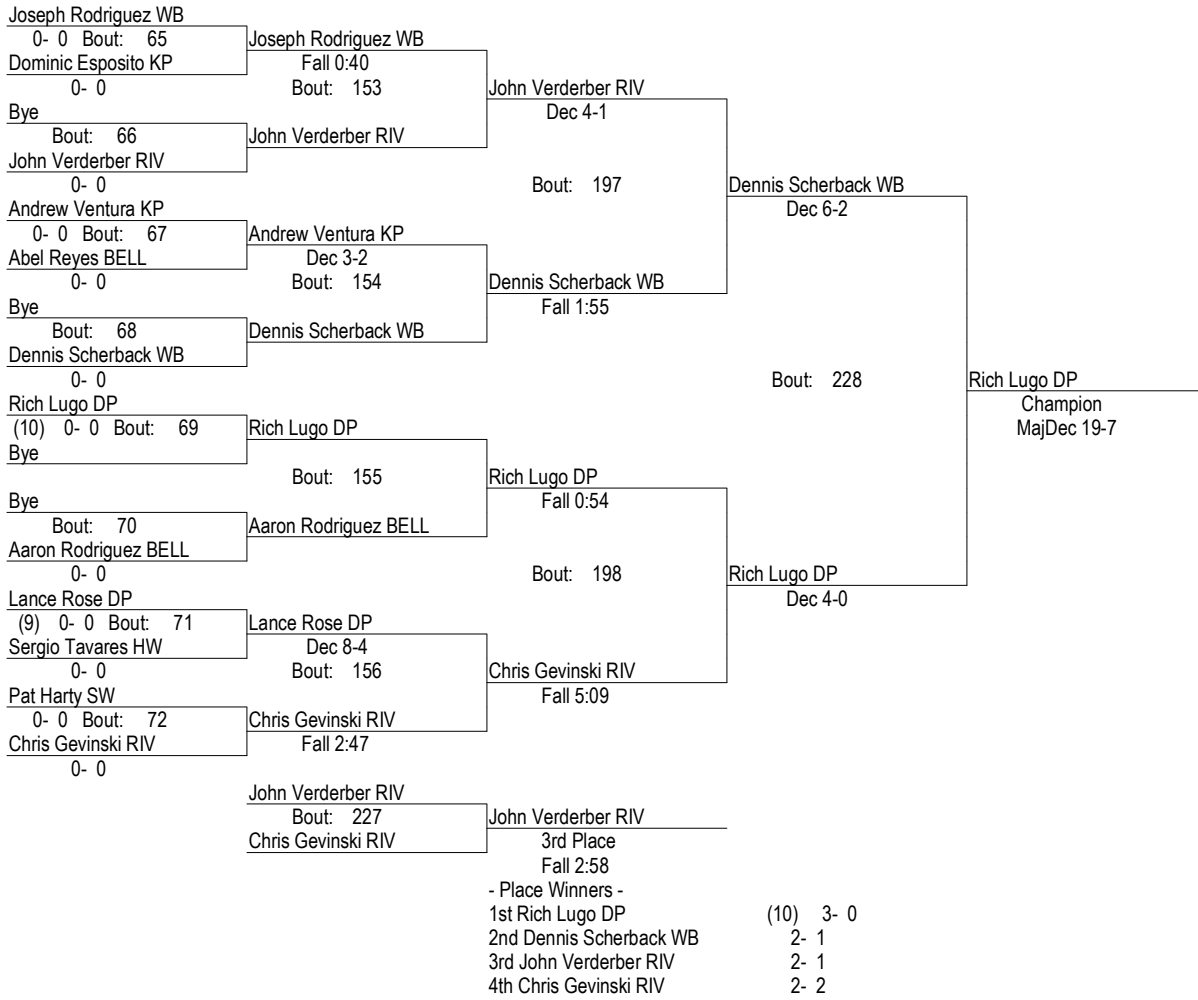 Joseph Rodriguez WB
0- 0 Bout: 65
Joseph Rodriguez WB
Dominic Esposito KP
Fall 0:40
0- 0
Bout: 153
John Verderber RIV
Bye
Dec 4-1
Bout: 66
John Verderber RIV
John Verderber RIV
0- 0
Bout: 197
Dennis Scherback WB
Andrew Ventura KP
Dec 6-2
0- 0 Bout: 67
Andrew Ventura KP
Abel Reyes BELL
Dec 3-2
0- 0
Bout: 154
Dennis Scherback WB
Bye
Fall 1:55
Bout: 68
Dennis Scherback WB
Dennis Scherback WB
0- 0
Bout: 228
Rich Lugo DP
Rich Lugo DP
Champion
(10) 0- 0 Bout: 69
Rich Lugo DP
MajDec 19-7
Bye
Bout: 155
Rich Lugo DP
Bye
Fall 0:54
Bout: 70
Aaron Rodriguez BELL
Aaron Rodriguez BELL
0- 0
Bout: 198
Rich Lugo DP
Lance Rose DP
Dec 4-0
(9) 0- 0 Bout: 71
Lance Rose DP
Sergio Tavares HW
Dec 8-4
0- 0
Bout: 156
Chris Gevinski RIV
Pat Harty SW
Fall 5:09
0- 0 Bout: 72
Chris Gevinski RIV
Chris Gevinski RIV
Fall 2:47
0- 0
John Verderber RIV
Bout: 227
John Verderber RIV
Chris Gevinski RIV
3rd Place
Fall 2:58
- Place Winners -
1st Rich Lugo DP (10) 3- 0
2nd Dennis Scherback WB 2- 1
3rd John Verderber RIV 2- 1
4th Chris Gevinski RIV 2- 2